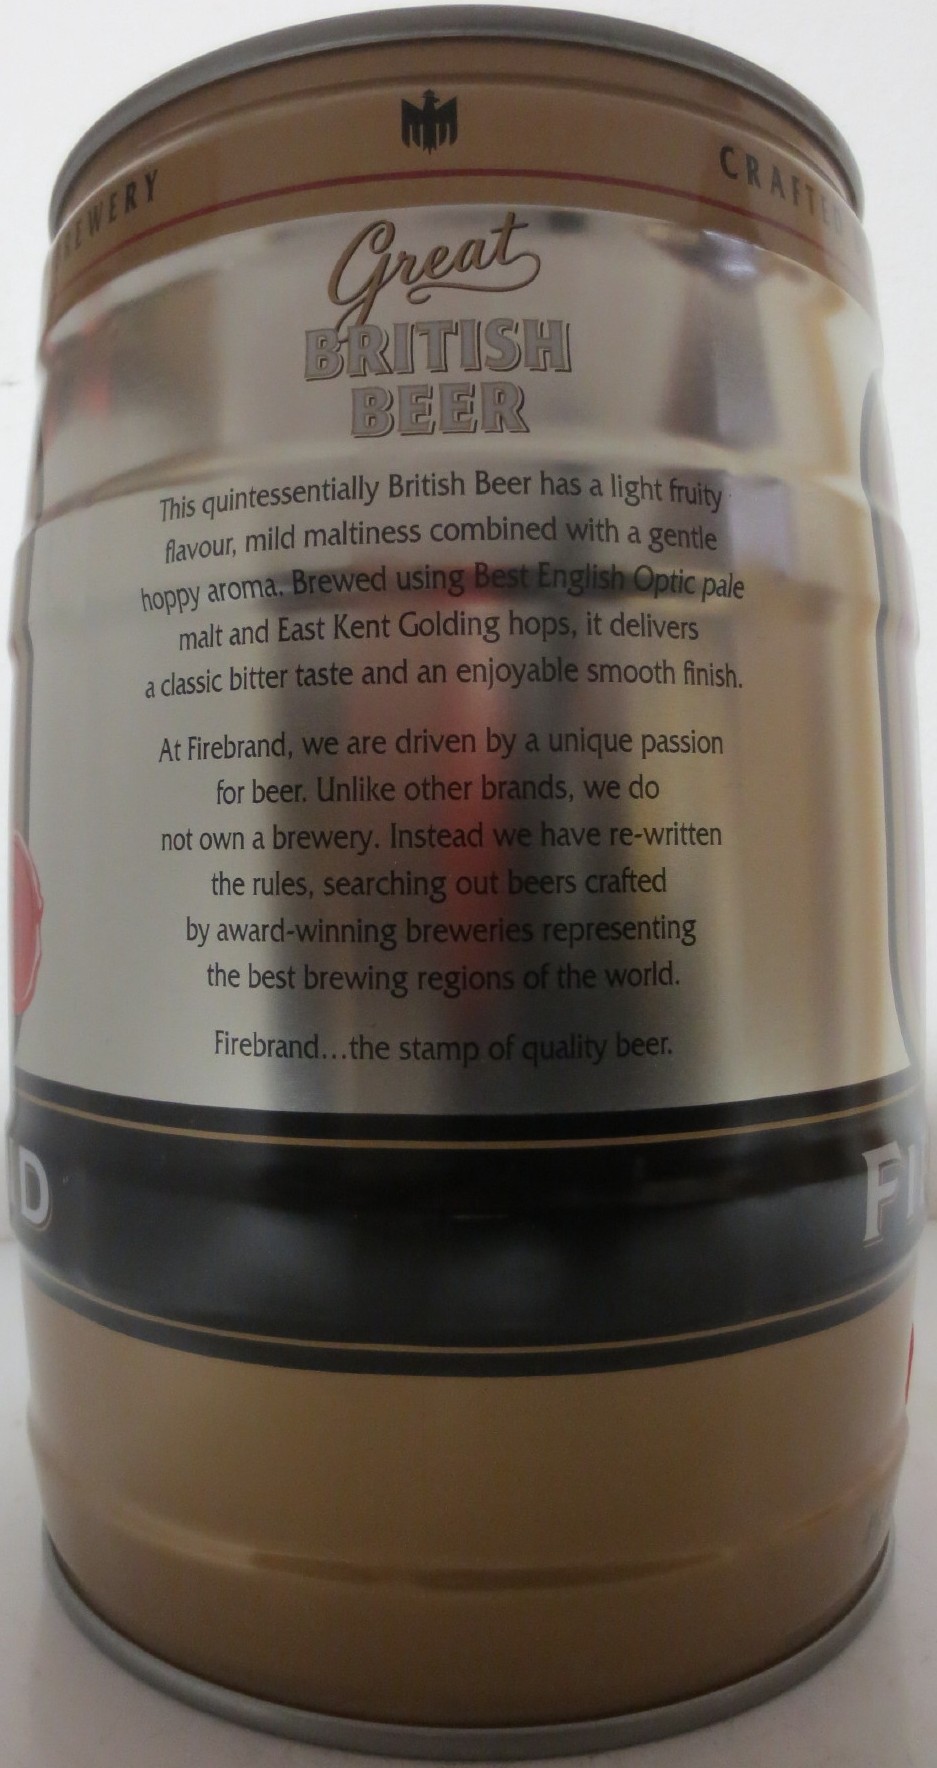 CRAFTED
Great
BRITISH
BEER
This quintessentially British Beer has a light fruity
flavour, mild maltiness combined with a gentle
hoppy aroma. Brewed using Best English Optic pale
malt and East Kent Golding hops, it delivers
a classic bitter taste and an enjoyable smooth finish.
At Firebrand, we are driven by a unique passion
for beer. Unlike other brands, we do
not own a brewery. Instead we have re-written
the rules, searching out beers crafted
by award-winning breweries representing
the best brewing regions of the world.
Firebrand...the stamp of quality beer.